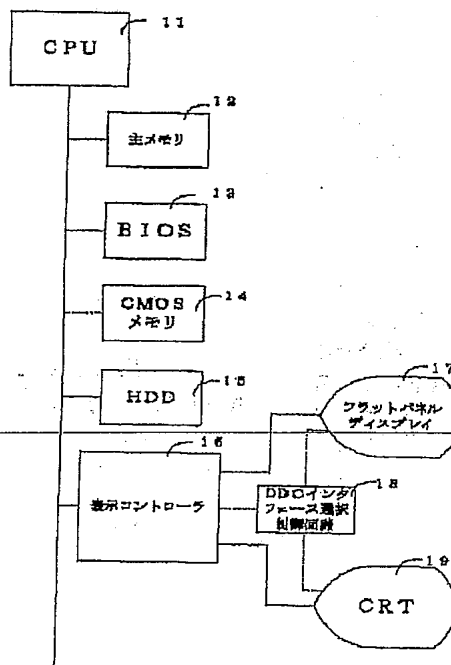 11
CPU
12
主メモリ
13
BIOS
14
CMOS
メモリ
15
HDD
16
表示コントローラ
17
フラットパネル
ディスプレイ
18
DDCインタ
フェース選択
制御回路
19
CRT